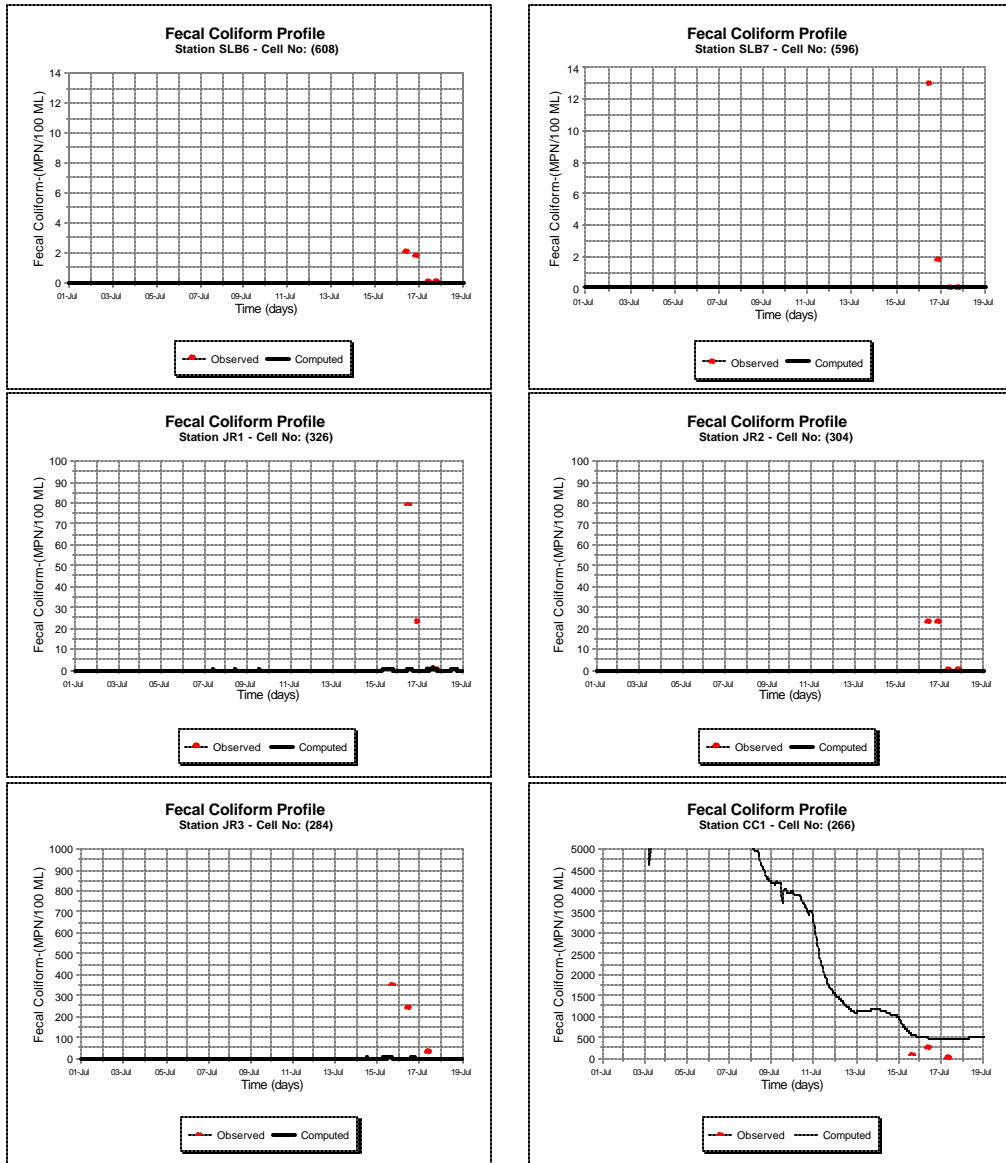 Fecal Coliform Profile
Station SLB6 - Cell No: (608)
Fecal Coliform-(MPN/100 ML)
14
12
10
8
6
4
2
0
01-Jul 03-Jul 05-Jul 07-Jul 09-Jul 11-Jul 13-Jul 15-Jul 17-Jul 19-Jul
Time (days)
Observed Computed
Fecal Coliform Profile
Station SLB7 - Cell No: (596)
Fecal Coliform-(MPN/100 ML)
14
12
10
8
6
4
2
0
01-Jul 03-Jul 05-Jul 07-Jul 09-Jul 11-Jul 13-Jul 15-Jul 17-Jul 19-Jul
Time (days)
Observed Computed
Fecal Coliform Profile
Station JR1 - Cell No: (326)
Fecal Coliform-(MPN/100 ML)
100
90
80
70
60
50
40
30
20
10
0
01-Jul 03-Jul 05-Jul 07-Jul 09-Jul 11-Jul 13-Jul 15-Jul 17-Jul 19-Jul
Time (days)
Observed Computed
Fecal Coliform Profile
Station JR2 - Cell No: (304)
Fecal Coliform-(MPN/100 ML)
100
90
80
70
60
50
40
30
20
10
0
01-Jul 03-Jul 05-Jul 07-Jul 09-Jul 11-Jul 13-Jul 15-Jul 17-Jul 19-Jul
Time (days)
Observed Computed
Fecal Coliform Profile
Station JR3 - Cell No: (284)
Fecal Coliform-(MPN/100 ML)
1000
900
800
700
600
500
400
300
200
100
0
01-Jul 03-Jul 05-Jul 07-Jul 09-Jul 11-Jul 13-Jul 15-Jul 17-Jul 19-Jul
Time (days)
Observed Computed
Fecal Coliform Profile
Station CC1 - Cell No: (266)
Fecal Coliform-(MPN/100 ML)
5000
4500
4000
3500
3000
2500
2000
1500
1000
500
0
01-Jul 03-Jul 05-Jul 07-Jul 09-Jul 11-Jul 13-Jul 15-Jul 17-Jul 19-Jul
Time (days)
Observed Computed